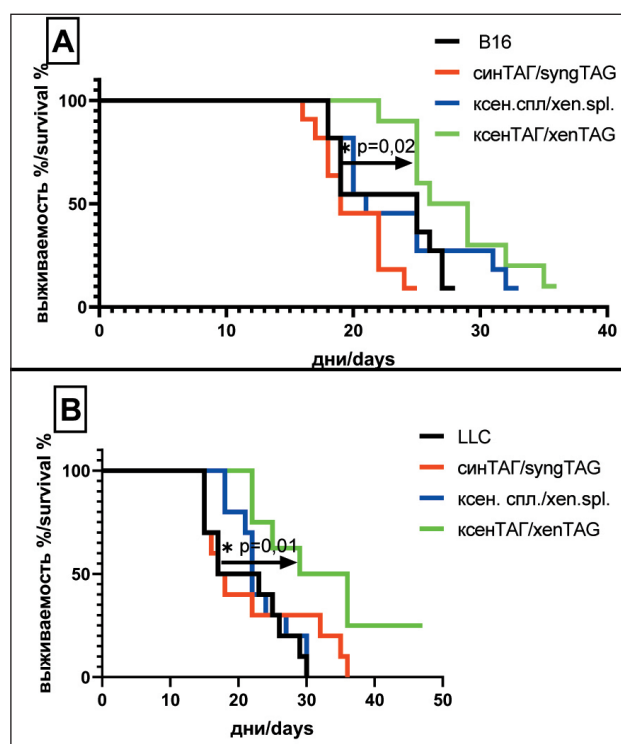 A
B16
синТАГ/syngTAG
ксен.спл/xen.spl.
ксенТАГ/xenTAG
выживаемость %/survival %
100
50
0
* p=0,02
0 10 20 30 40
дни/days
B
LLC
синТАГ/syngTAG
ксен. спл./xen.spl.
ксенТАГ/xenTAG
выживаемость %/survival %
100
50
0
* p=0,01
0 10 20 30 40 50
дни/days